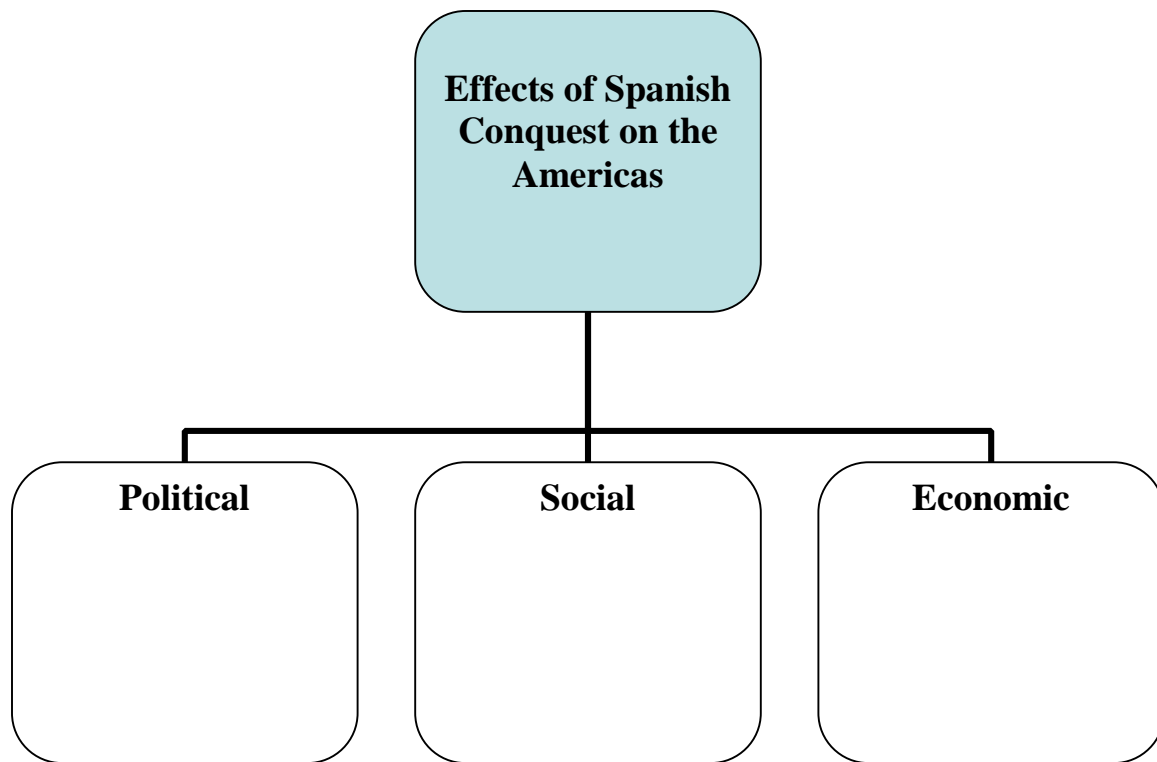 Effects of Spanish
Conquest on the
Americas
Political
Social
Economic